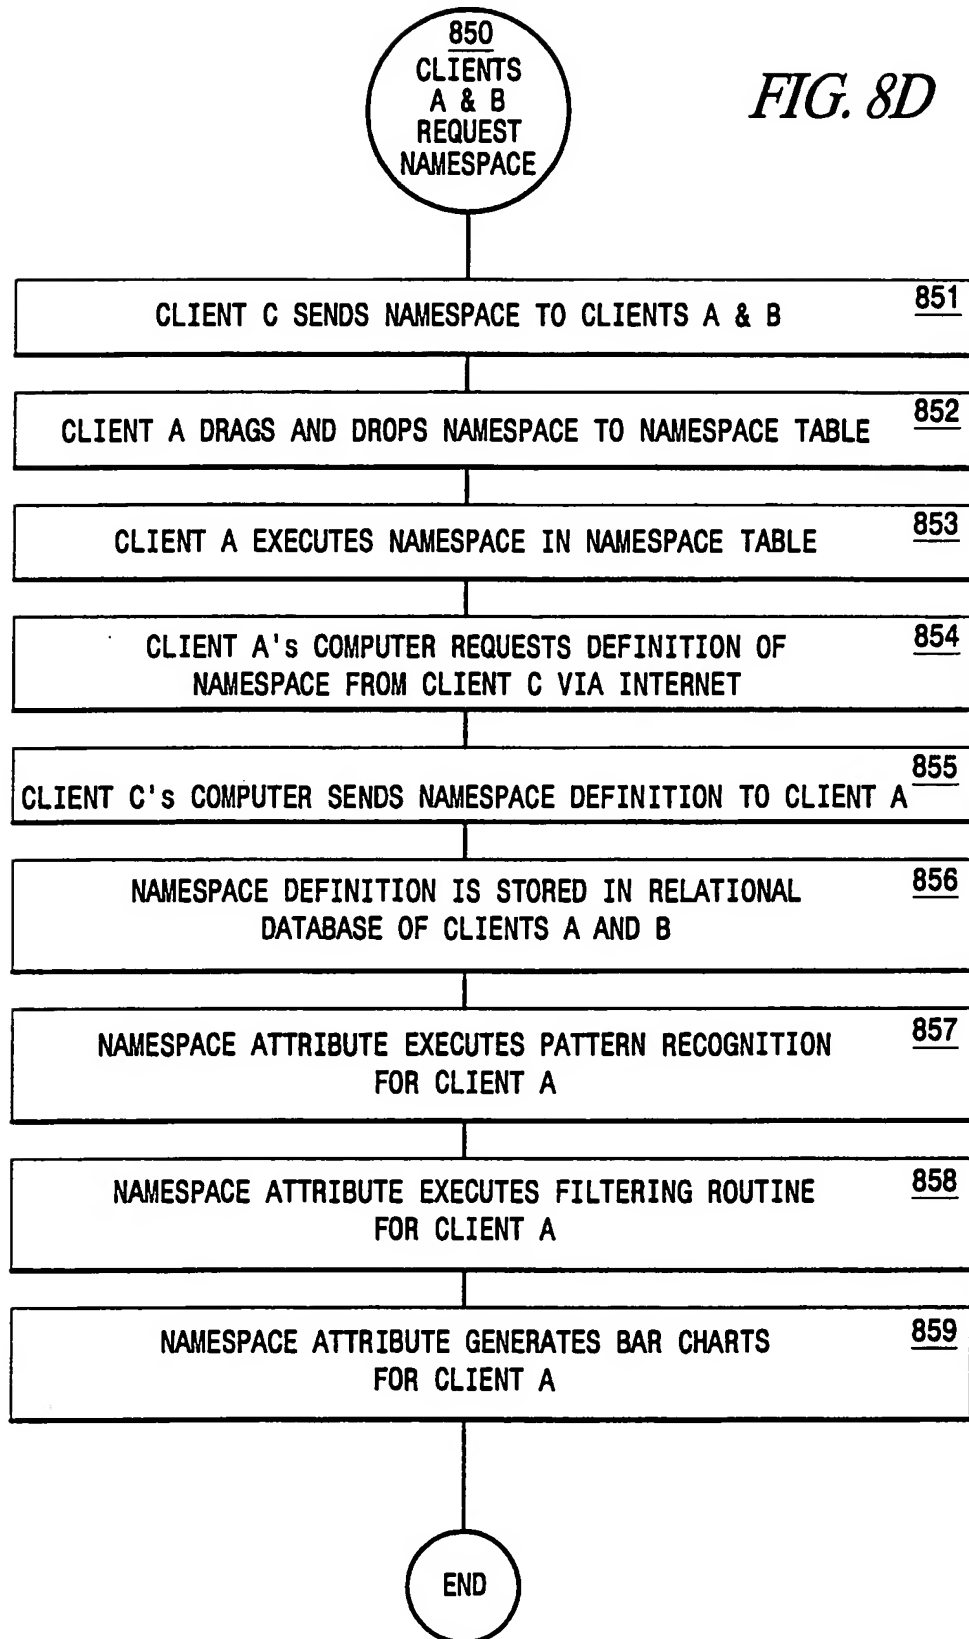 850
CLIENTS
A & B
REQUEST
NAMESPACE
FIG. 8D
851
CLIENT C SENDS NAMESPACE TO CLIENTS A & B
852
CLIENT A DRAGS AND DROPS NAMESPACE TO NAMESPACE TABLE
853
CLIENT A EXECUTES NAMESPACE IN NAMESPACE TABLE
854
CLIENT A's COMPUTER REQUESTS DEFINITION OF
NAMESPACE FROM CLIENT C VIA INTERNET
855
CLIENT C's COMPUTER SENDS NAMESPACE DEFINITION TO CLIENT A
856
NAMESPACE DEFINITION IS STORED IN RELATIONAL
DATABASE OF CLIENTS A AND B
857
NAMESPACE ATTRIBUTE EXECUTES PATTERN RECOGNITION
FOR CLIENT A
858
NAMESPACE ATTRIBUTE EXECUTES FILTERING ROUTINE
FOR CLIENT A
859
NAMESPACE ATTRIBUTE GENERATES BAR CHARTS
FOR CLIENT A
END